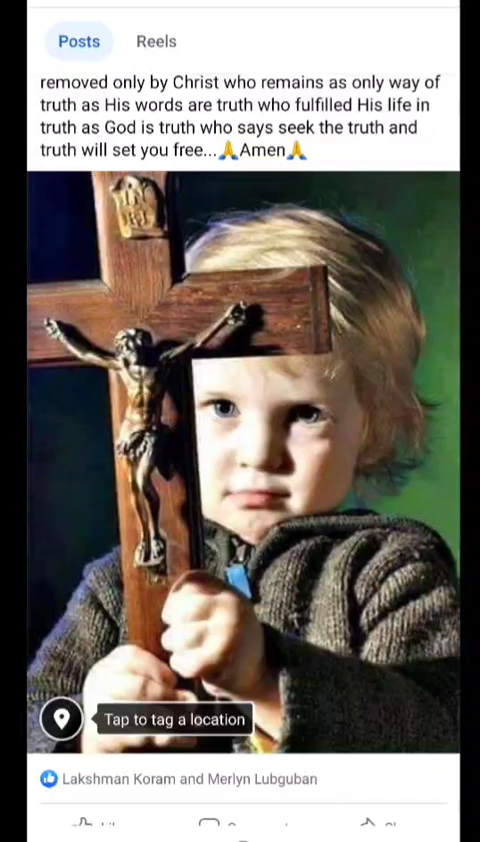 Posts Reels
removed only by Christ who remains as only way of
truth as His words are truth who fulfilled His life in
truth as God is truth who says seek the truth and
truth will set you free...🙏Amen🙏
IN
RI
Tap to tag a location
Lakshman Koram and Merlyn Lubguban